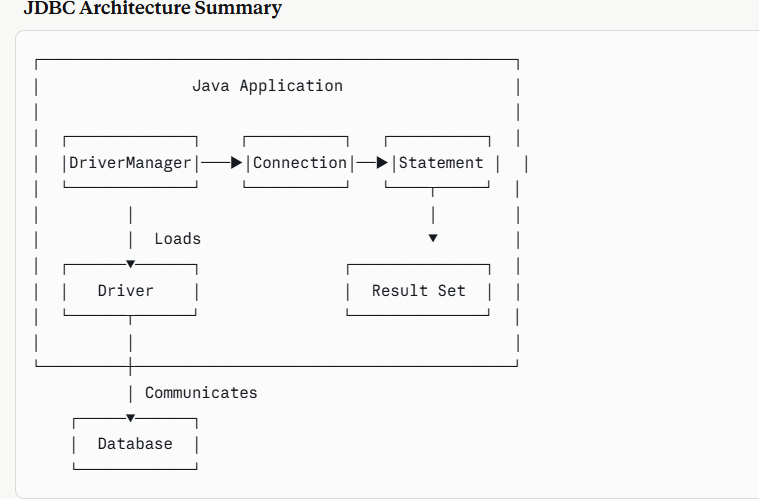 JDBC Architecture Summary
Java Application
DriverManager Connection Statement
Loads
Driver Result Set
Communicates
Database